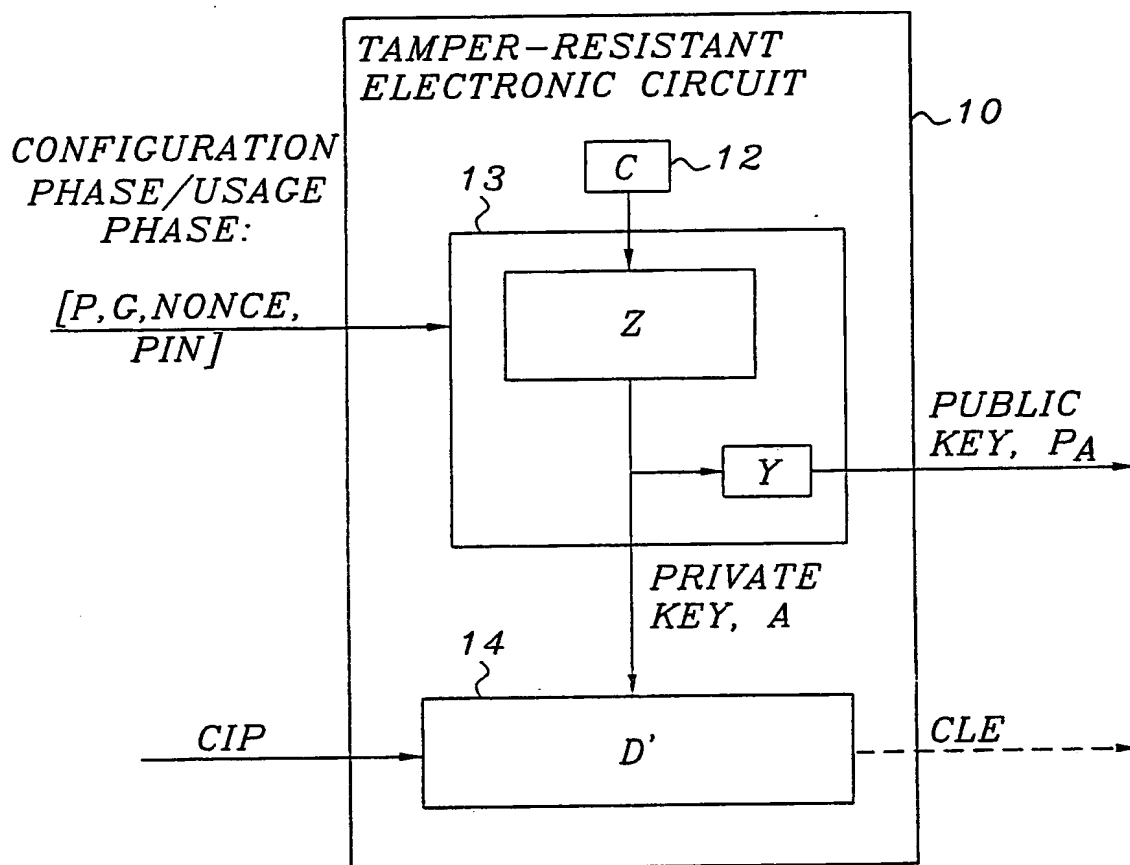 TAMPER-RESISTANT
ELECTRONIC CIRCUIT
10
CONFIGURATION
PHASE/USAGE
PHASE:
C
12
13
[P,G,NONCE,
PIN]
Z
PUBLIC
KEY, PA
Y
PRIVATE
KEY, A
14
CIP
D'
CLE